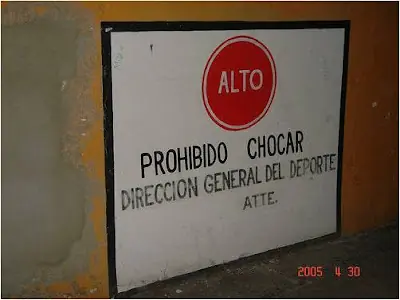 ALTO
PROHIBIDO CHOCAR
DIRECCION GENERAL DEL DEPORTE
ATTE.
2005 4 30